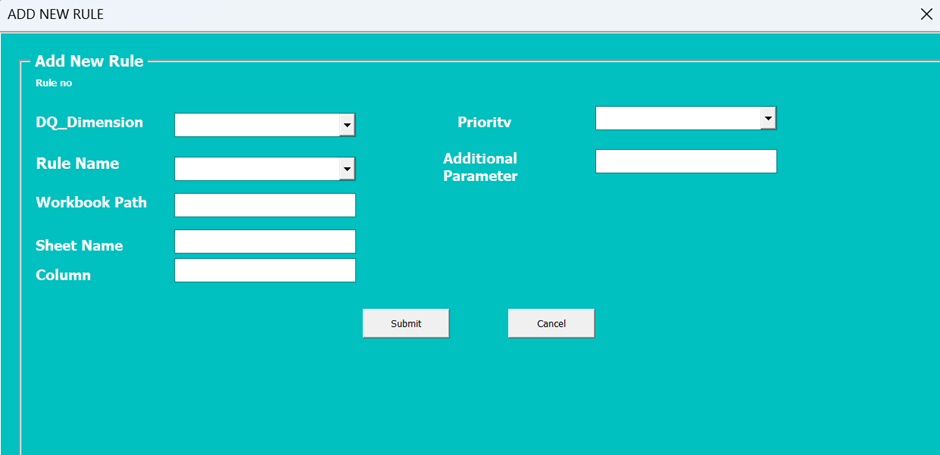 ADD NEW RULE
Add New Rule
Rule no
DQ_Dimension
Priority
Rule Name
Additional
Parameter
Workbook Path
Sheet Name
Column
Submit
Cancel